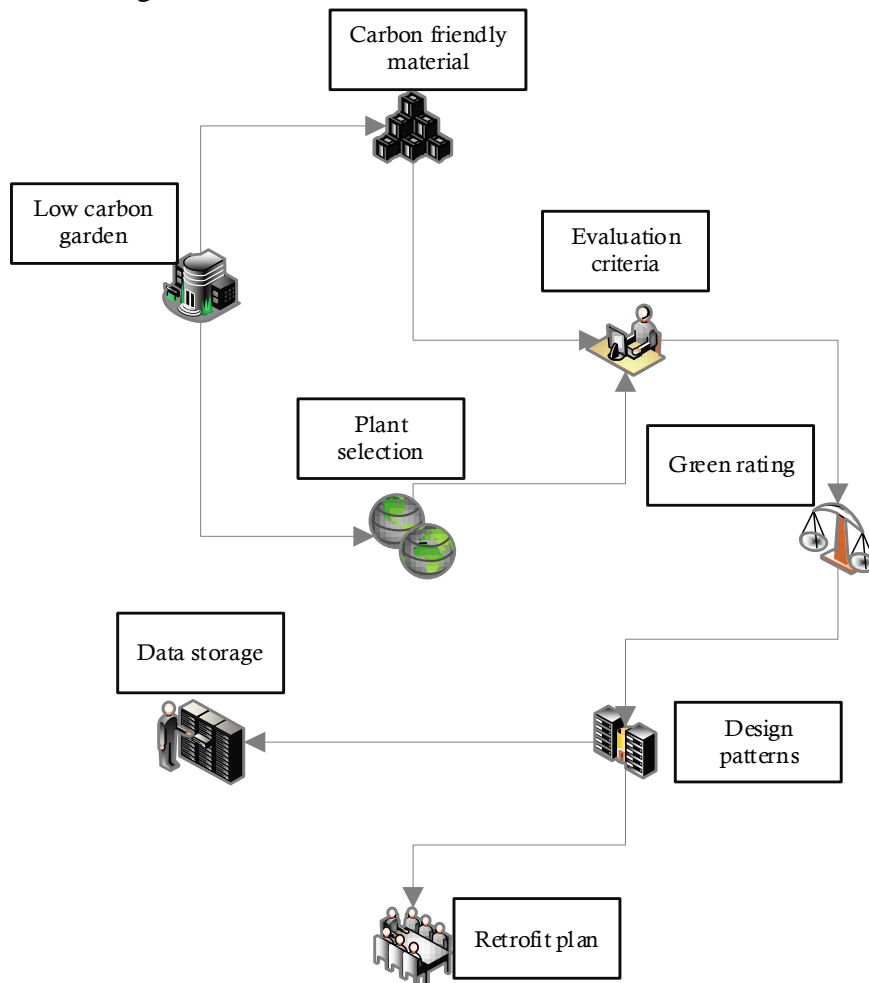 Carbon friendly
material
Low carbon
garden
Evaluation
criteria
Plant
selection
Green rating
Data storage
Design
patterns
Retrofit plan